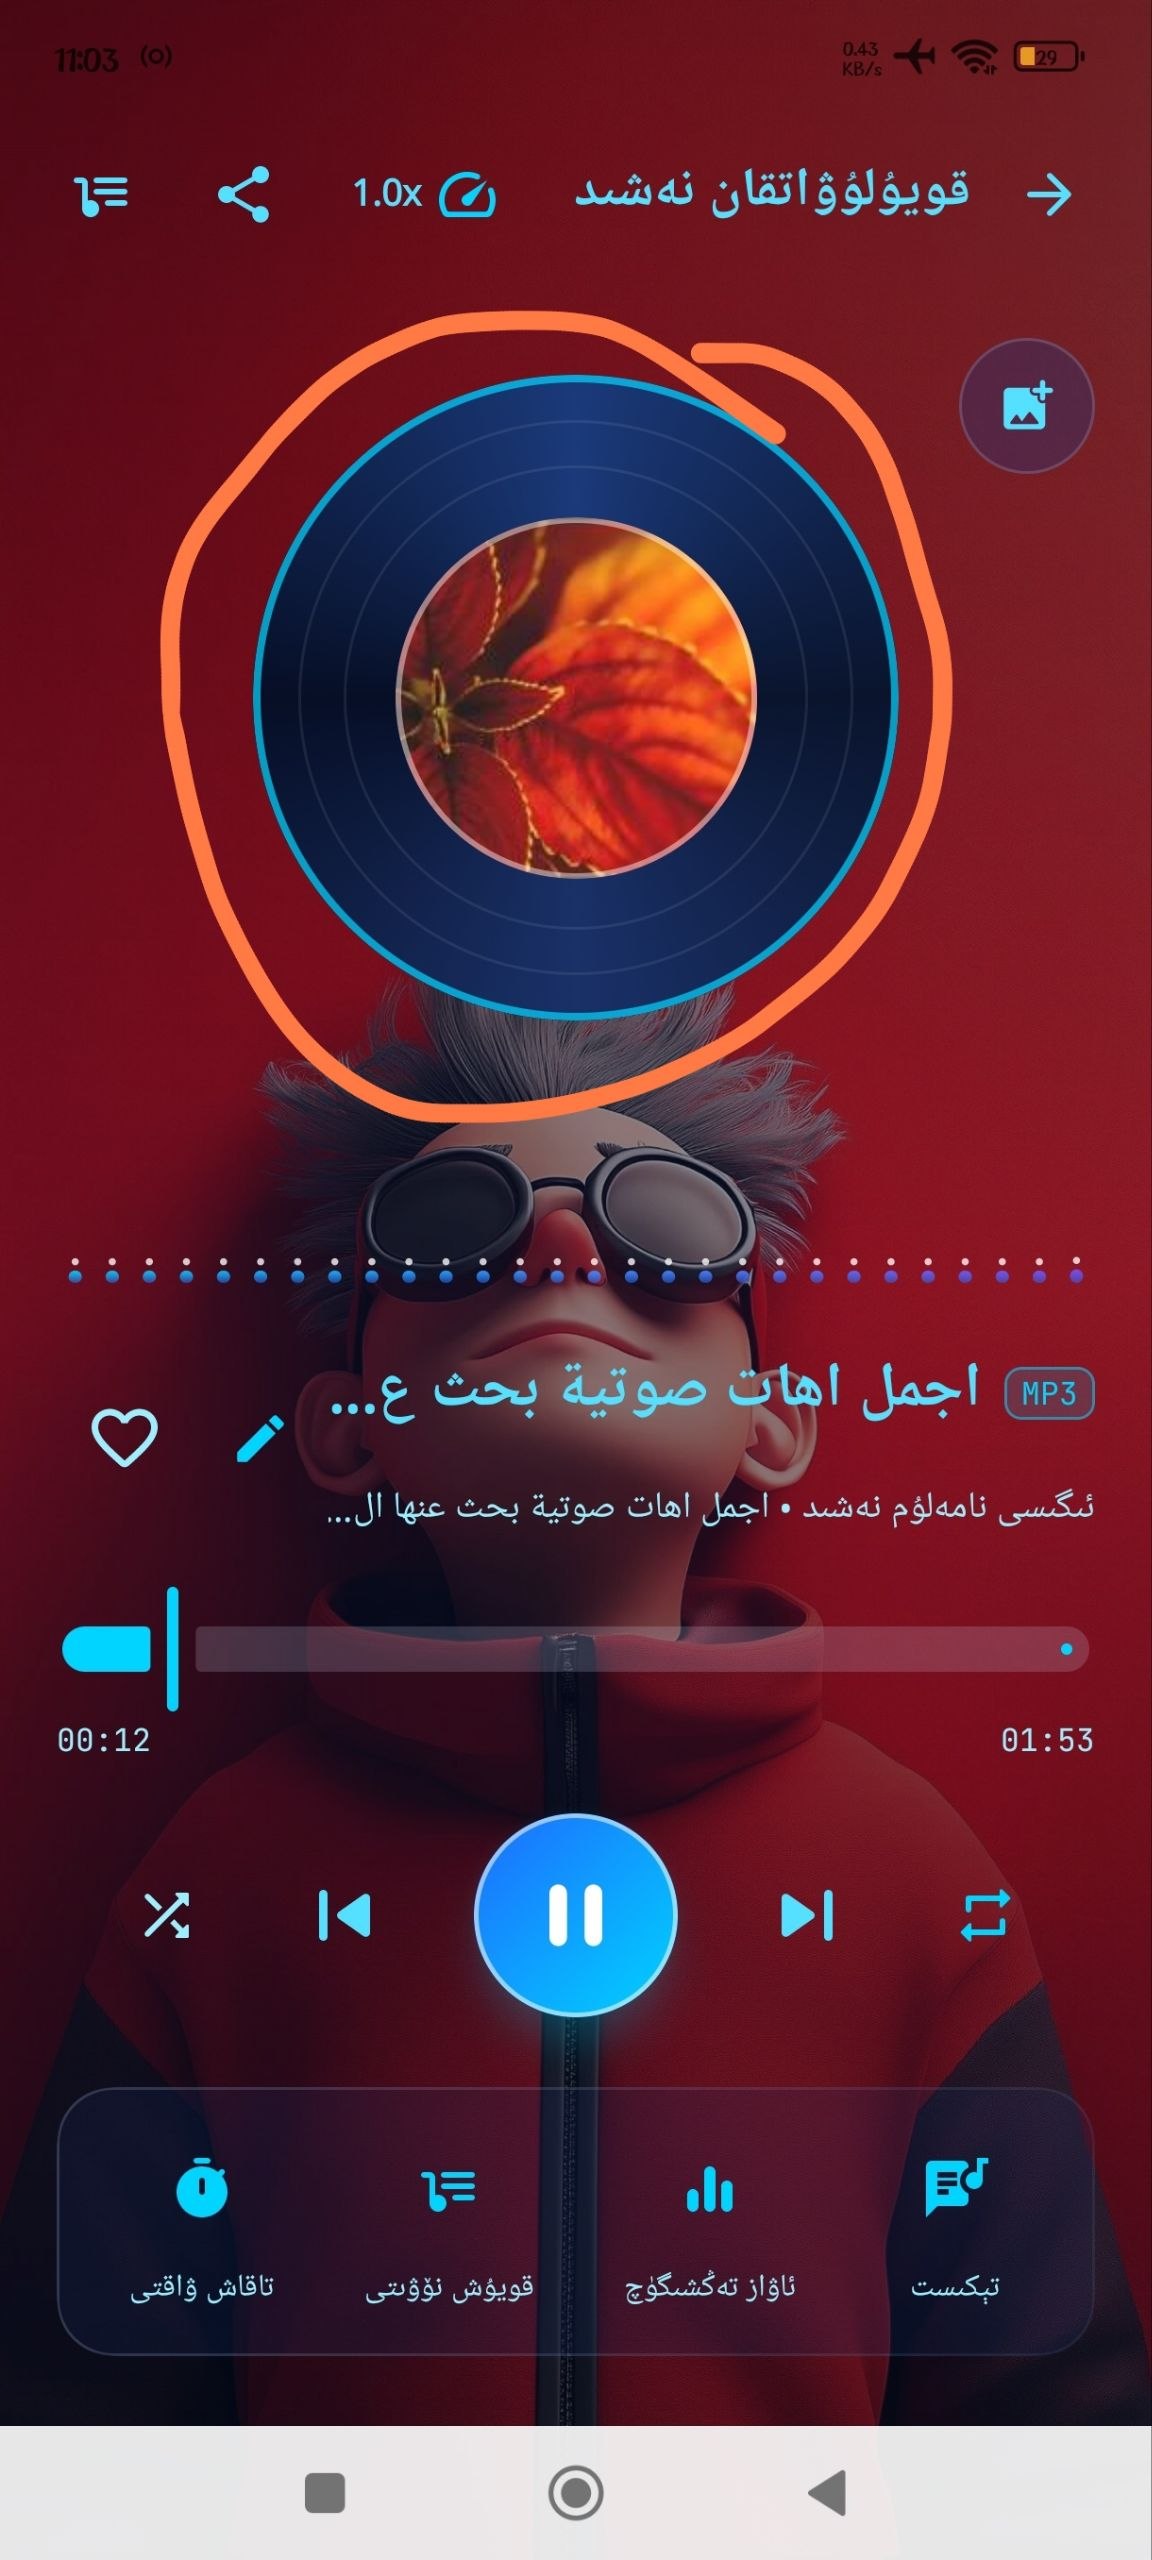 11:03
0.43 KB/s
29
قويۇلۇۋاتقان نەشىد
1.0x
MP3
اجمل اهات صوتية بحث ع...
ئىگىسى نامەلۇم نەشىد • اجمل اهات صوتية بحث عنها ال...
00:12
01:53
تېكىست
ئاۋاز تەڭشىگۈچ
قويۇش نۆۋىتى
تاقاش ۋاقتى